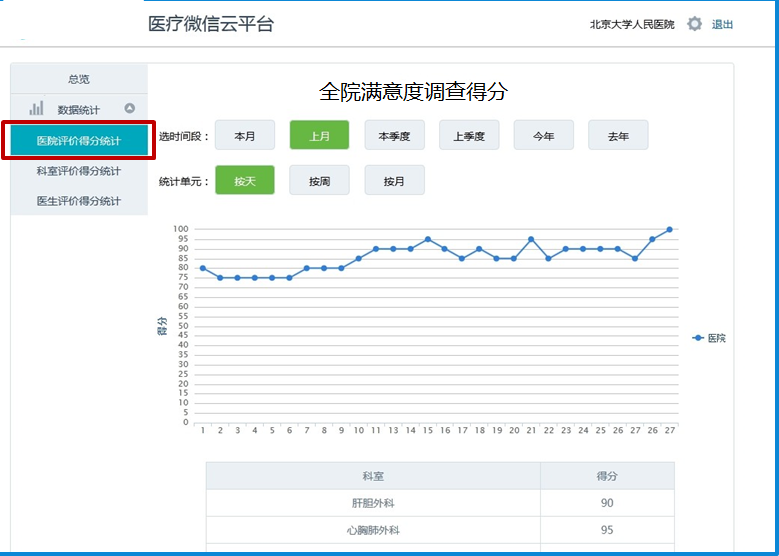 医疗微信云平台
北京大学人民医院 退出
总览
数据统计
医院评价得分统计
科室评价得分统计
医生评价得分统计
全院满意度调查得分
选时间段： 本月 上月 本季度 上季度 今年 去年
统计单元： 按天 按周 按月
100
95
90
85
80
75
70
65
60
55
50
45
40
35
30
25
20
15
10
5
0
得分
1 2 3 4 5 6 7 8 9 10 11 13 14 15 16 17 18 19 20 21 22 23 24 25 26 27 26 27
医院
科室 得分
肝胆外科 90
心胸肺外科 95